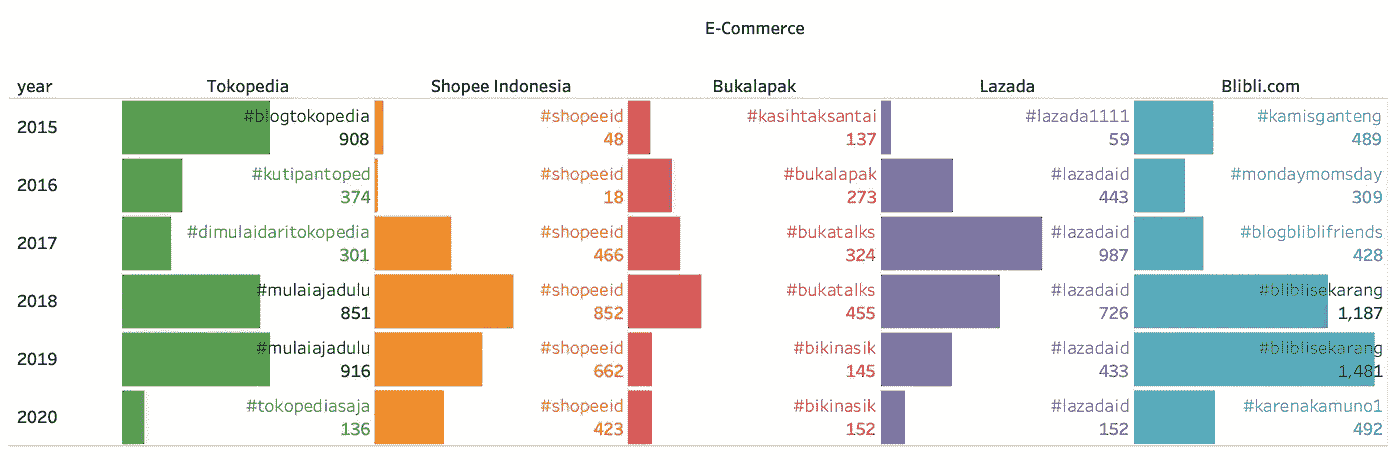 E-Commerce
year Tokopedia Shopee Indonesia Bukalapak Lazada Blibli.com
2015 #blogtokopedia #shopeeid #kasihtaksantai #lazada1111 #kamisganteng
908 48 137 59 489
2016 #kutipantoped #shopeeid #bukalapak #lazadaid #mondaymomsday
374 18 273 443 309
2017 #dimulaidaritokopedia #shopeeid #bukatalks #lazadaid #blogbliblifriends
301 466 324 987 428
2018 #mulaiajadulu #shopeeid #bukatalks #lazadaid #bliblisekarang
851 852 455 726 1,187
2019 #mulaiajadulu #shopeeid #bikinasik #lazadaid #bliblisekarang
916 662 145 433 1,481
2020 #tokopediasaja #shopeeid #bikinasik #lazadaid #karenakamuno1
136 423 152 152 492